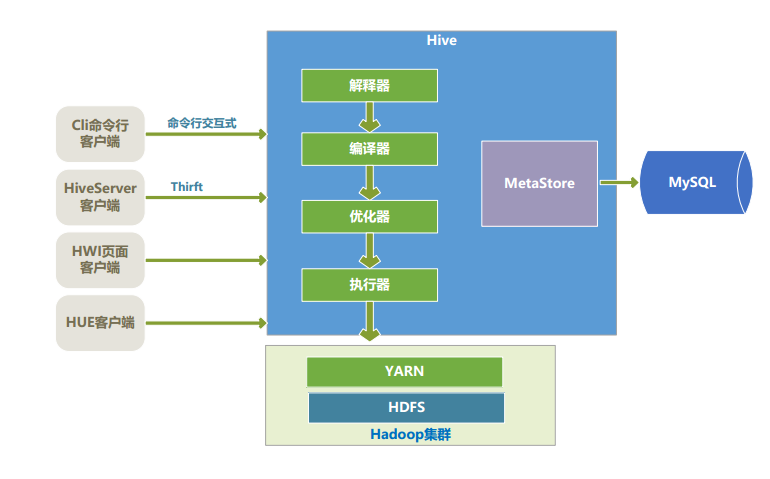 Hive
解释器
Cli命令行
客户端
命令行交互式
编译器
MetaStore
MySQL
HiveServer
客户端
Thirft
优化器
HWI页面
客户端
执行器
HUE客户端
YARN
HDFS
Hadoop集群